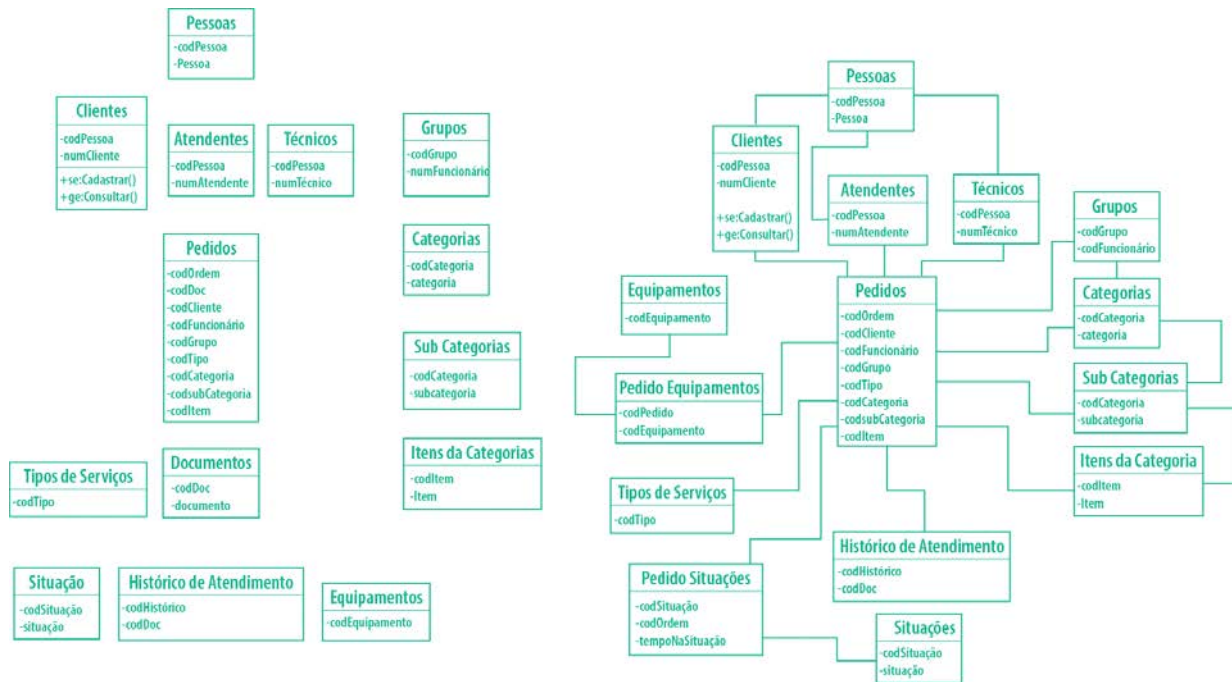 Pessoas
-codPessoa
-Pessoa
Clientes
-codPessoa
-numCliente
+se:Cadastrar()
+ge:Consultar()
Atendentes
-codPessoa
-numAtendente
Técnicos
-codPessoa
-numTécnico
Grupos
-codGrupo
-numFuncionário
Pedidos
-codOrdem
-codDoc
-codCliente
-codFuncionário
-codGrupo
-codTipo
-codCategoria
-codsubCategoria
-codItem
Categorias
-codCategoria
-categoria
Sub Categorias
-codCategoria
-subcategoria
Itens da Categorias
-codItem
-Item
Tipos de Serviços
-codTipo
Documentos
-codDoc
-documento
Situação
-codSituação
-situação
Histórico de Atendimento
-codHistórico
-codDoc
Equipamentos
-codEquipamento
Pessoas
-codPessoa
-Pessoa
Clientes
-codPessoa
-numCliente
+se:Cadastrar()
+ge:Consultar()
Atendentes
-codPessoa
-numAtendente
Técnicos
-codPessoa
-numTécnico
Grupos
-codGrupo
-codFuncionário
Equipamentos
-codEquipamento
Pedidos
-codOrdem
-codCliente
-codFuncionário
-codGrupo
-codTipo
-codCategoria
-codsubCategoria
-codItem
Categorias
-codCategoria
-categoria
Pedido Equipamentos
-codPedido
-codEquipamento
Sub Categorias
-codCategoria
-subcategoria
Itens da Categoria
-codItem
-Item
Tipos de Serviços
-codTipo
Histórico de Atendimento
-codHistórico
-codDoc
Pedido Situações
-codSituação
-codOrdem
-tempoNaSituação
Situações
-codSituação
-situação